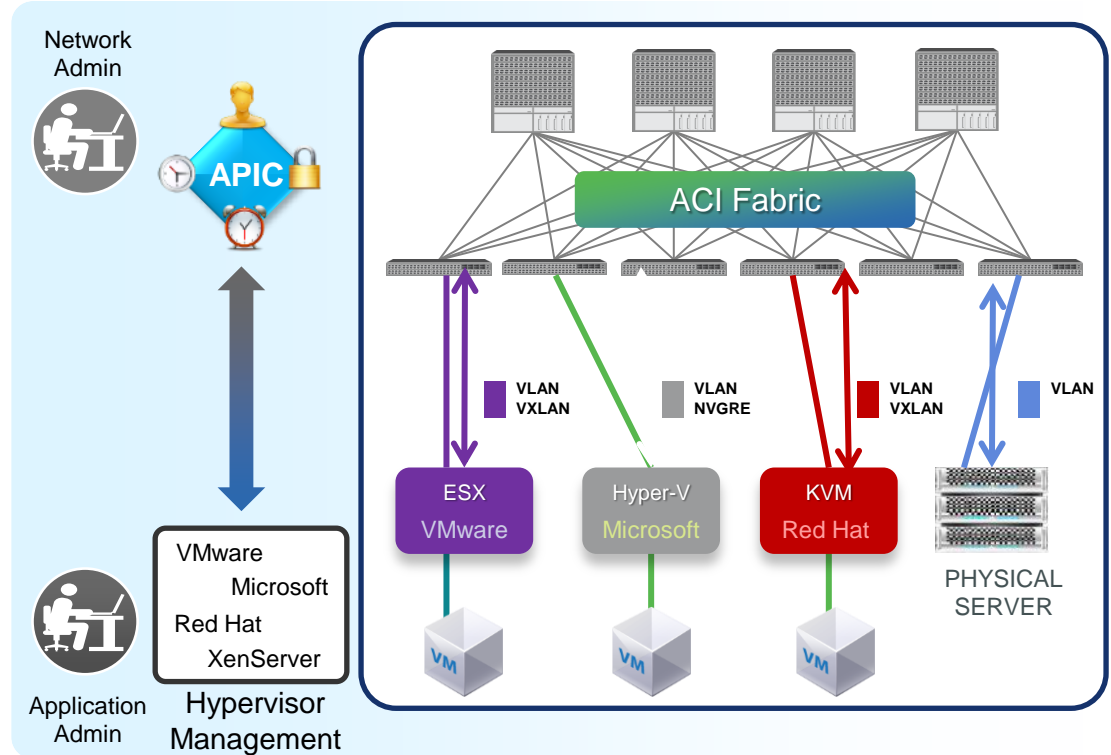 Network
Admin
APIC
VMware
Microsoft
Red Hat
XenServer
Application
Admin
Hypervisor
Management
ACI Fabric
VLAN
VXLAN
VLAN
NVGRE
VLAN
VXLAN
VLAN
ESX
VMware
Hyper-V
Microsoft
KVM
Red Hat
PHYSICAL
SERVER
VM
VM
VM